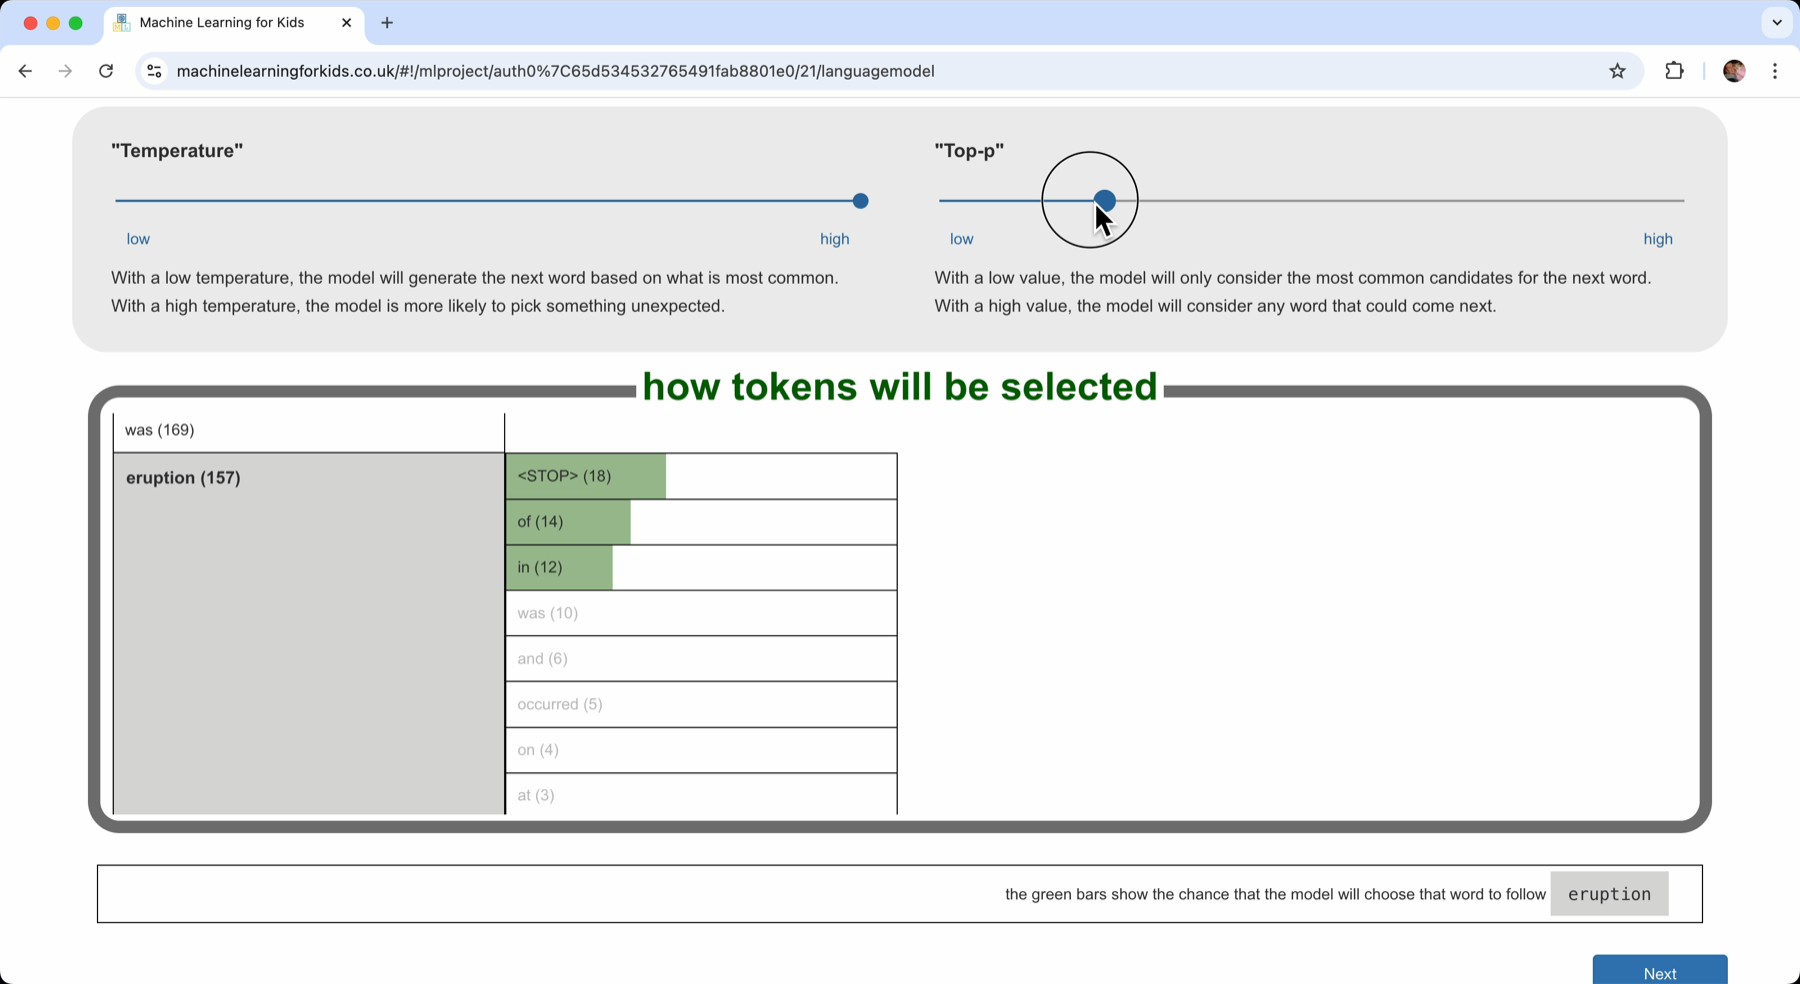 Machine Learning for Kids
machinelearningforkids.co.uk/#!/mlproject/auth0%7C65d534532765491fab8801e0/21/languagemodel
"Temperature"
low
high
With a low temperature, the model will generate the next word based on what is most common.
With a high temperature, the model is more likely to pick something unexpected.
"Top-p"
low
high
With a low value, the model will only consider the most common candidates for the next word.
With a high value, the model will consider any word that could come next.
how tokens will be selected
was (169)
eruption (157)
<STOP> (18)
of (14)
in (12)
was (10)
and (6)
occurred (5)
on (4)
at (3)
the green bars show the chance that the model will choose that word to follow eruption
Next